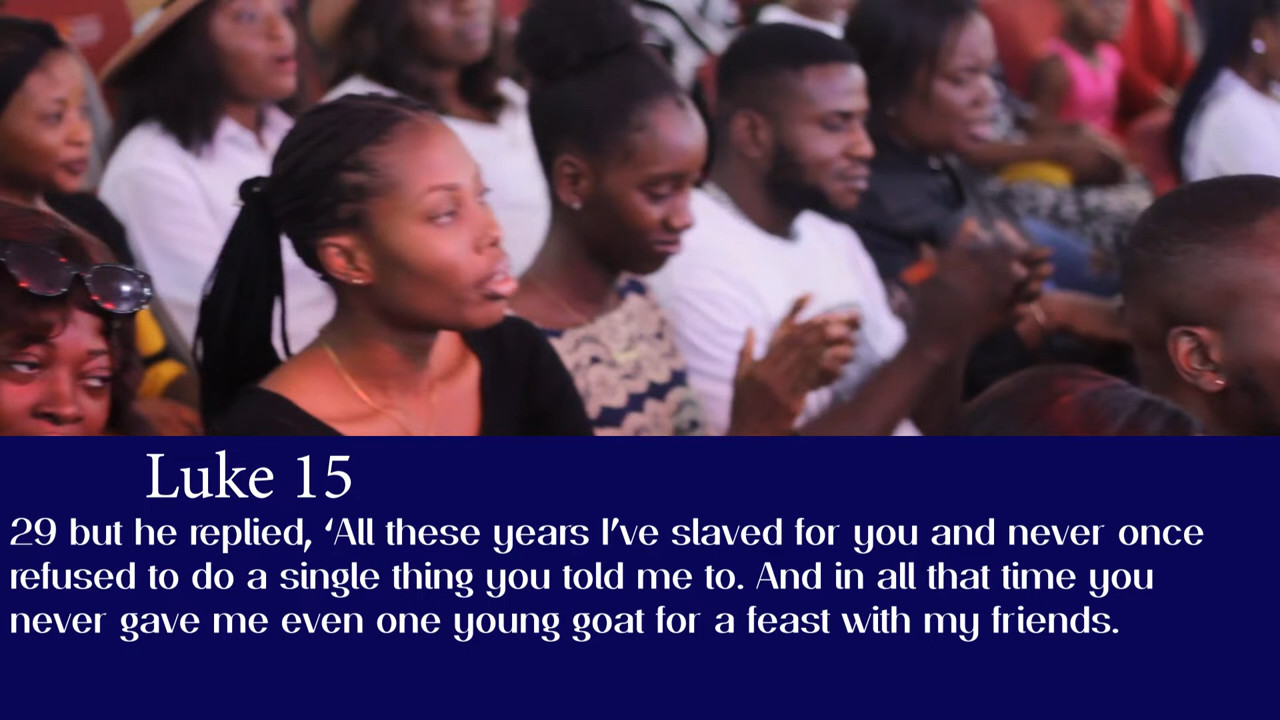 Luke 15
29 but he replied, ‘All these years I've slaved for you and never once
refused to do a single thing you told me to. And in all that time you
never gave me even one young goat for a feast with my friends.